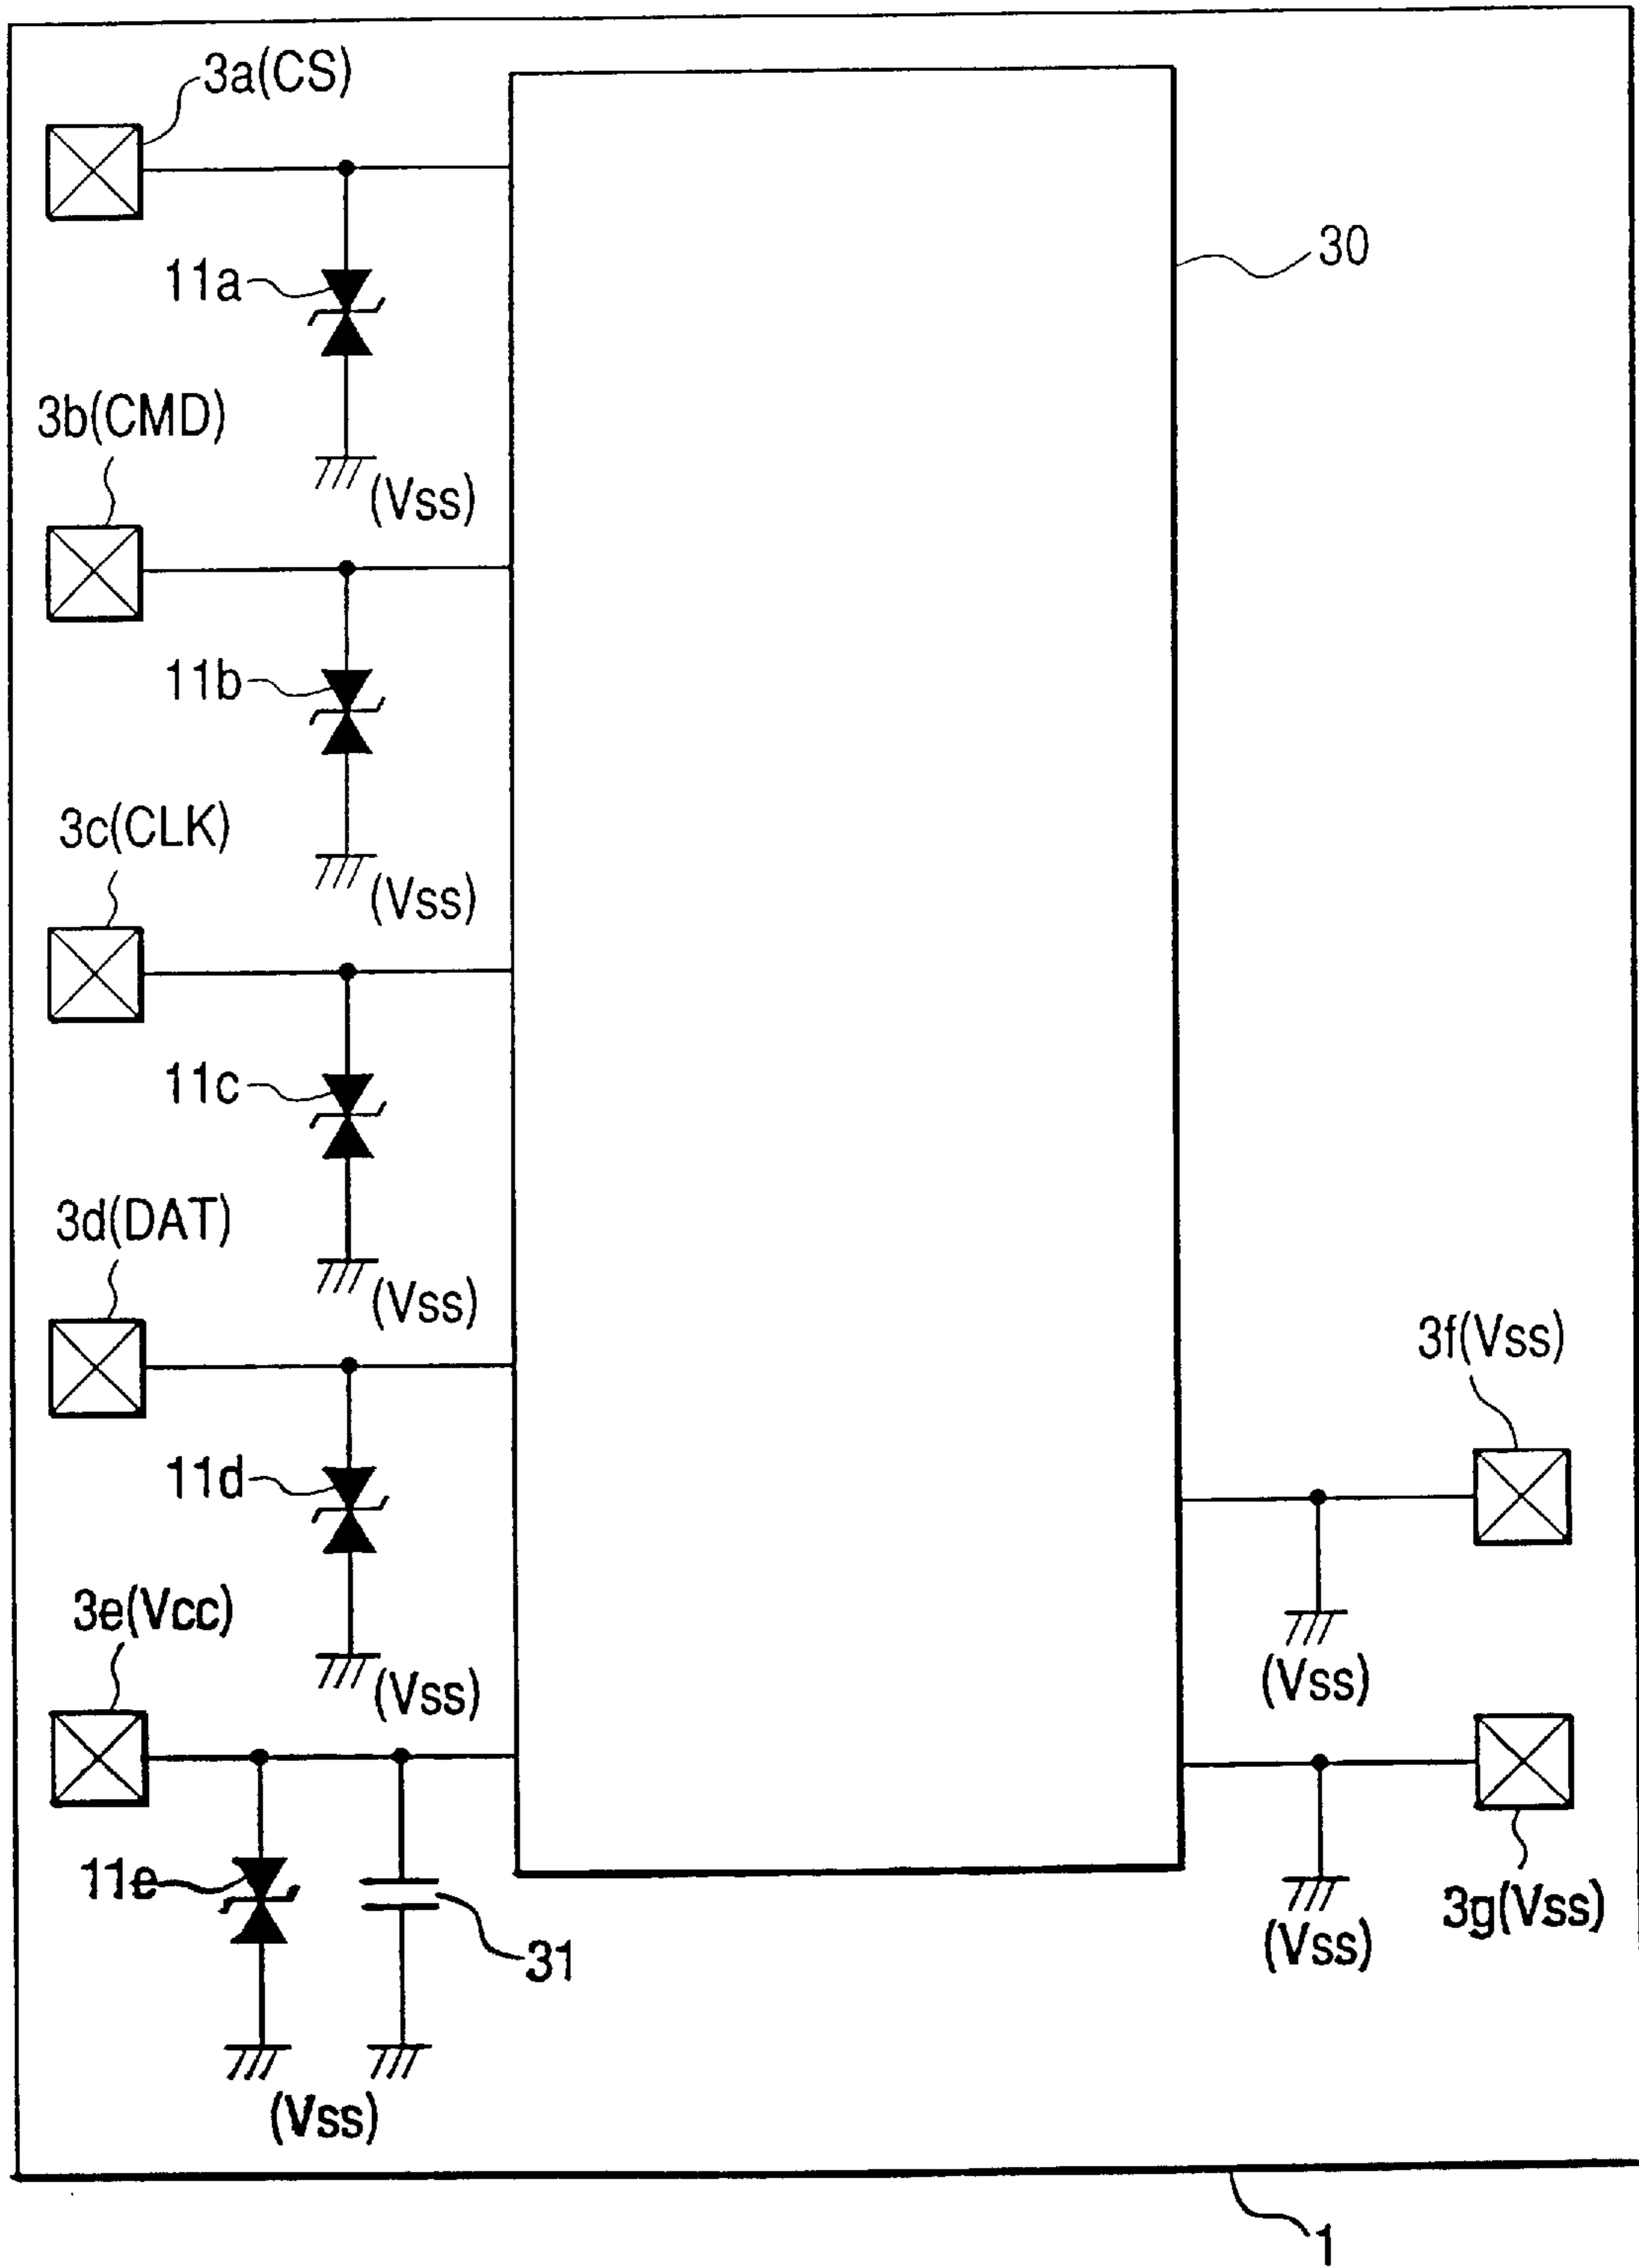 3a(CS)
30
11a
(Vss)
3b(CMD)
11b
(Vss)
3c(CLK)
11c
(Vss)
3d(DAT)
11d
(Vss)
3f(Vss)
(Vss)
3e(Vcc)
11e
31
(Vss)
3g(Vss)
(Vss)
1